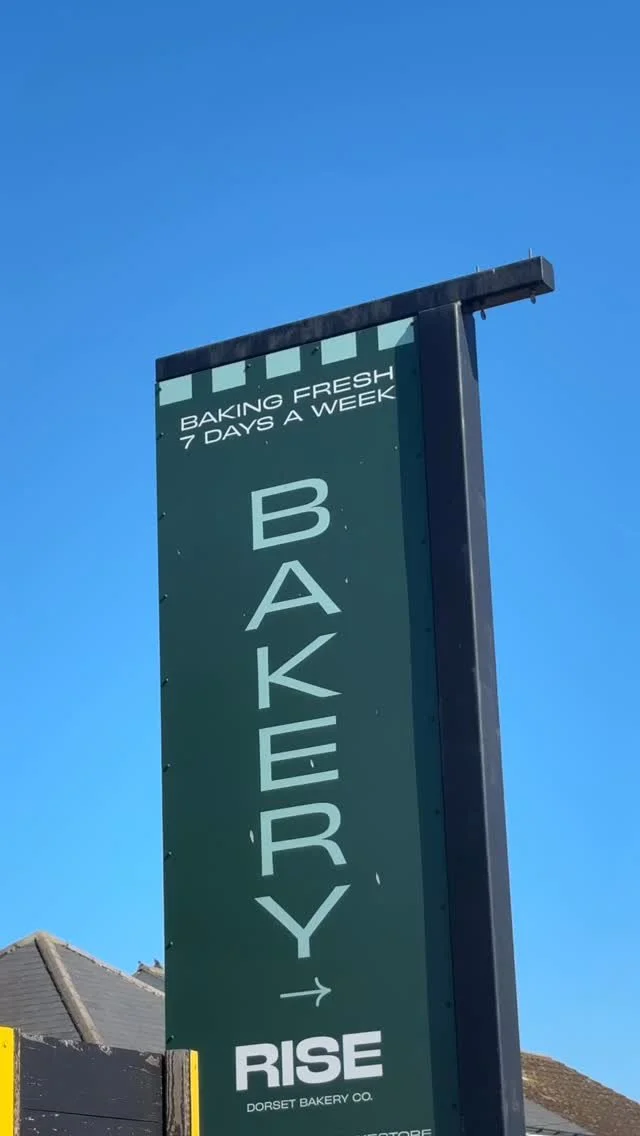 BAKING FRESH
7 DAYS A WEEK
BAKERY
→
RISE
DORSET BAKERY CO.